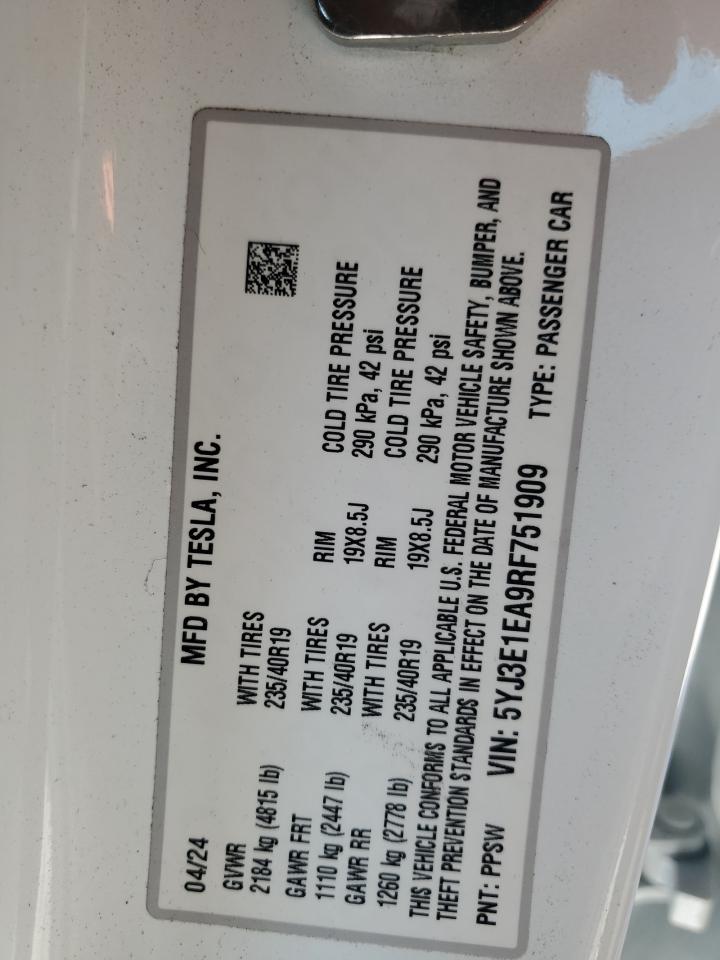 MFD BY TESLA, INC.
04/24
GVWR WITH TIRES
2184 kg (4815 lb) 235/40R19
GAWR FRT WITH TIRES RIM COLD TIRE PRESSURE
1110 kg (2447 lb) 235/40R19 19X8.5J 290 kPa, 42 psi
GAWR RR WITH TIRES RIM COLD TIRE PRESSURE
1260 kg (2778 lb) 235/40R19 19X8.5J 290 kPa, 42 psi
THIS VEHICLE CONFORMS TO ALL APPLICABLE U.S. FEDERAL MOTOR VEHICLE SAFETY, BUMPER, AND
THEFT PREVENTION STANDARDS IN EFFECT ON THE DATE OF MANUFACTURE SHOWN ABOVE.
PNT: PPSW VIN: 5YJ3E1EA9RF751909 TYPE: PASSENGER CAR